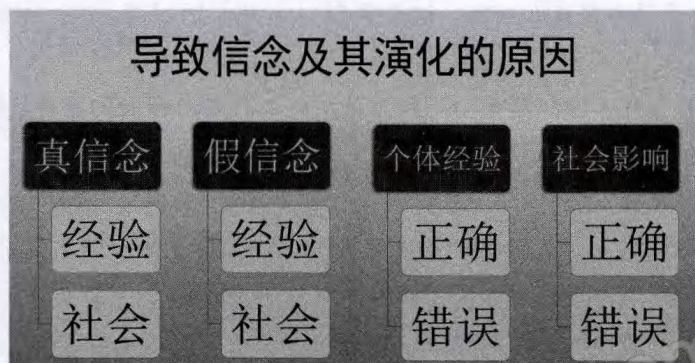 导致信念及其演化的原因
真信念 假信念 个体经验 社会影响
经验 经验 正确 正确
社会 社会 错误 错误